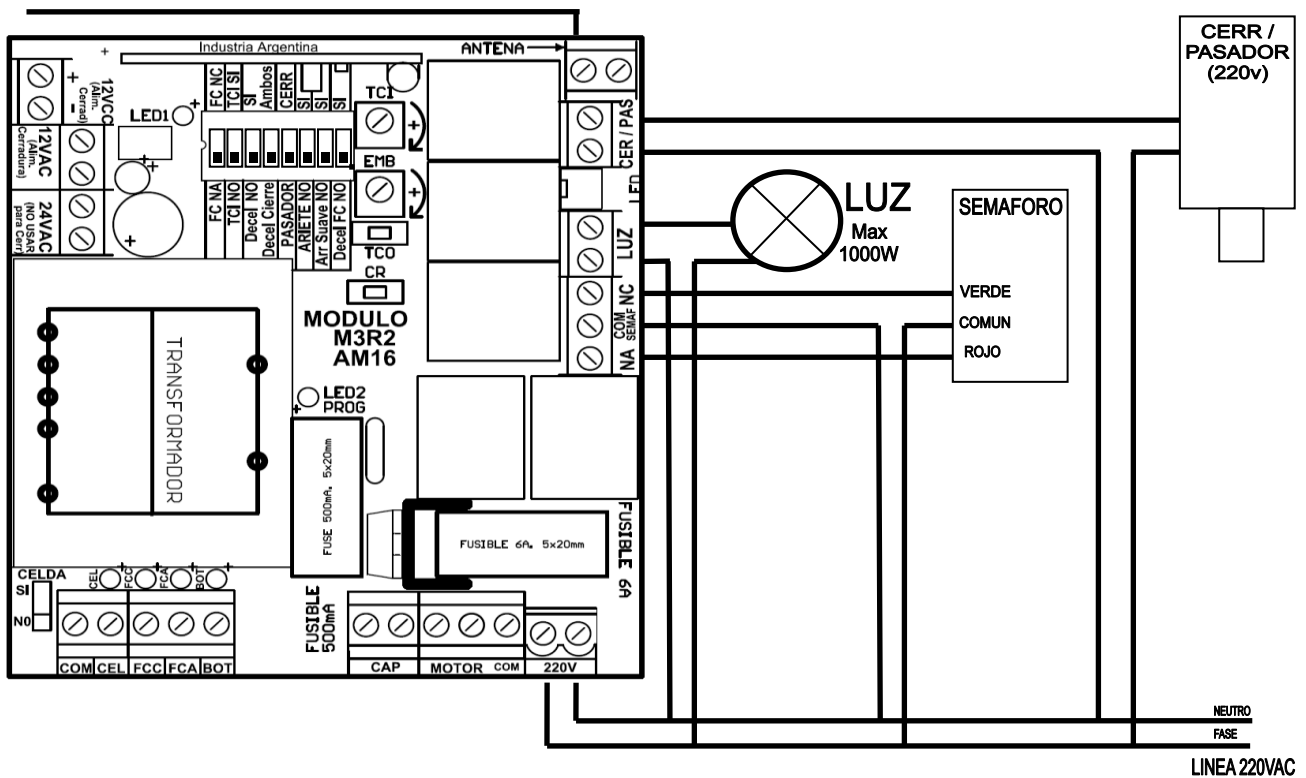 Industria Argentina
ANTENA
CERR /
PASADOR
(220v)
+
-
12VCC
(Alim.
Cerrad)
LED1
+
FC NC
TCI SI
SI
Ambos
CERR
SI
SI
SI
TCI
+
CER / PAS
12VAC
(Alim.
Cerradura)
EMB
+
LED
24VAC
(NO USAR
para Cerr)
FC NA
TCI NO
Decel NO
Decel Cierre
PASADOR
ARIETE NO
Arr Suave NO
Decel FC NO
TCO
CR
LUZ
LUZ
Max
1000W
SEMAFORO
VERDE
COMUN
ROJO
NC
COM
SEMAF
NA
MODULO
M3R2
AM16
TRANSFORMADOR
LED2
PROG
+
FUSE 500mA. 5x20mm
FUSIBLE 6A. 5x20mm
FUSIBLE 6A
FUSIBLE
500mA
CELDA
SI
NO
CEL
FCC
FCA
BOT
COM CEL FCC FCA BOT
CAP MOTOR COM 220V
NEUTRO
FASE
LINEA 220VAC